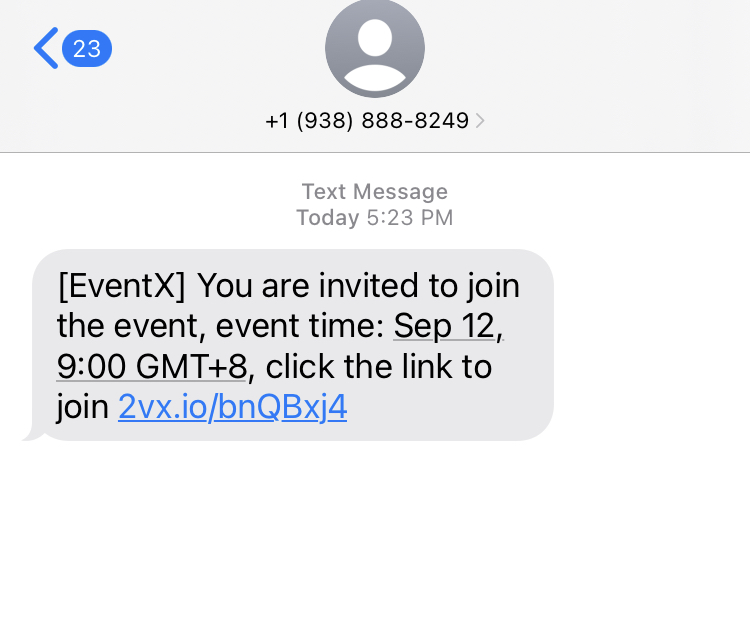 23
+1 (938) 888-8249
Text Message
Today 5:23 PM
[EventX] You are invited to join
the event, event time: Sep 12,
9:00 GMT+8, click the link to
join 2vx.io/bnQBxj4